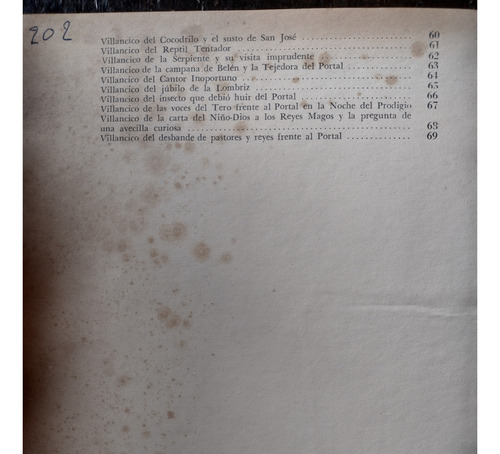 202
Villancico del Cocodrilo y el susto de San José ........ 60
Villancico del Reptil Tentador ........ 61
Villancico de la Serpiente y su visita imprudente ........ 62
Villancico de la campana de Belén y la Tejedora del Portal ........ 63
Villancico del Cantor Inoportuno ........ 64
Villancico del júbilo de la Lombriz ........ 65
Villancico del insecto que debió huir del Portal ........ 66
Villancico de las voces del Tero frente al Portal en la Noche del Prodigio 67
Villancico de la carta del Niño-Dios a los Reyes Magos y la pregunta de
una avecilla curiosa ........ 68
Villancico del desbande de pastores y reyes frente al Portal ........ 69